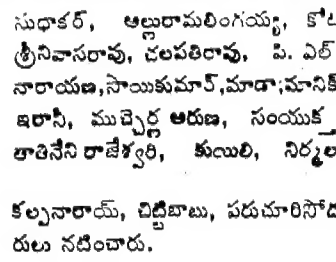 సుధాకర్, అల్లురామలింగయ్య, కోట
శ్రీనివాసరావు, చలపతిరావు, పి. ఎల్
నారాయణ,సాయికుమార్,మాడా;మానిక్
ఇరానీ, ముచ్చెర్ల అరుణ, సంయుక్త
తాతినేని రాజేశ్వరి, కుయిలి, నిర్మల
కల్పనారాయ్, చిట్టిబాబు, పరుచూరిసోద
రులు నటించారు.